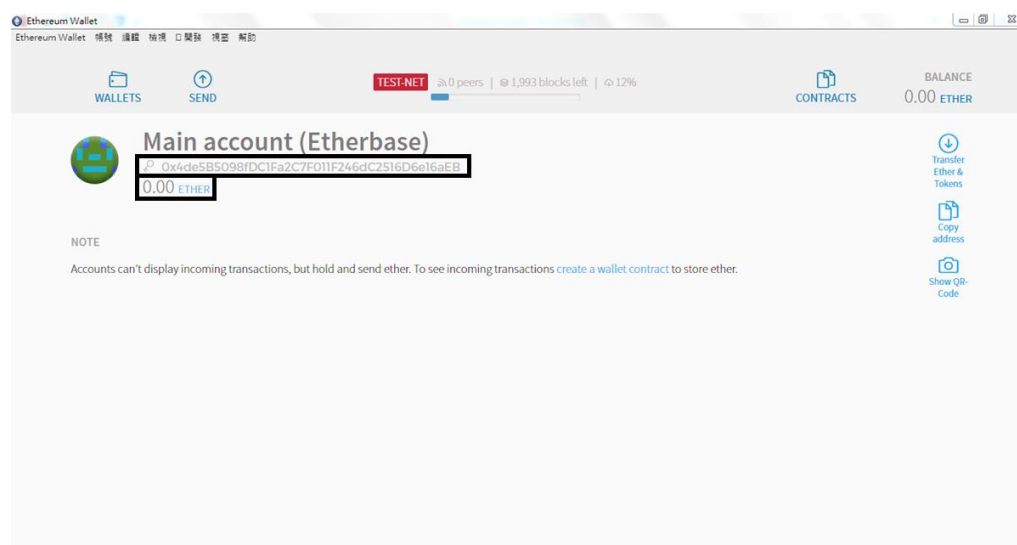 Ethereum Wallet
Ethereum Wallet 帳號 編輯 檢視 口開發 視窗 幫助
WALLETS SEND TEST-NET 0 peers | 1,993 blocks left | 12% CONTRACTS BALANCE
0.00 ETHER
Main account (Etherbase)
0x4de5B5098fDC1Fa2C7F011F246dC2516D6e16aEB
0.00 ETHER
Transfer
Ether &
Tokens
Copy
address
Show QR-
Code
NOTE
Accounts can't display incoming transactions, but hold and send ether. To see incoming transactions create a wallet contract to store ether.